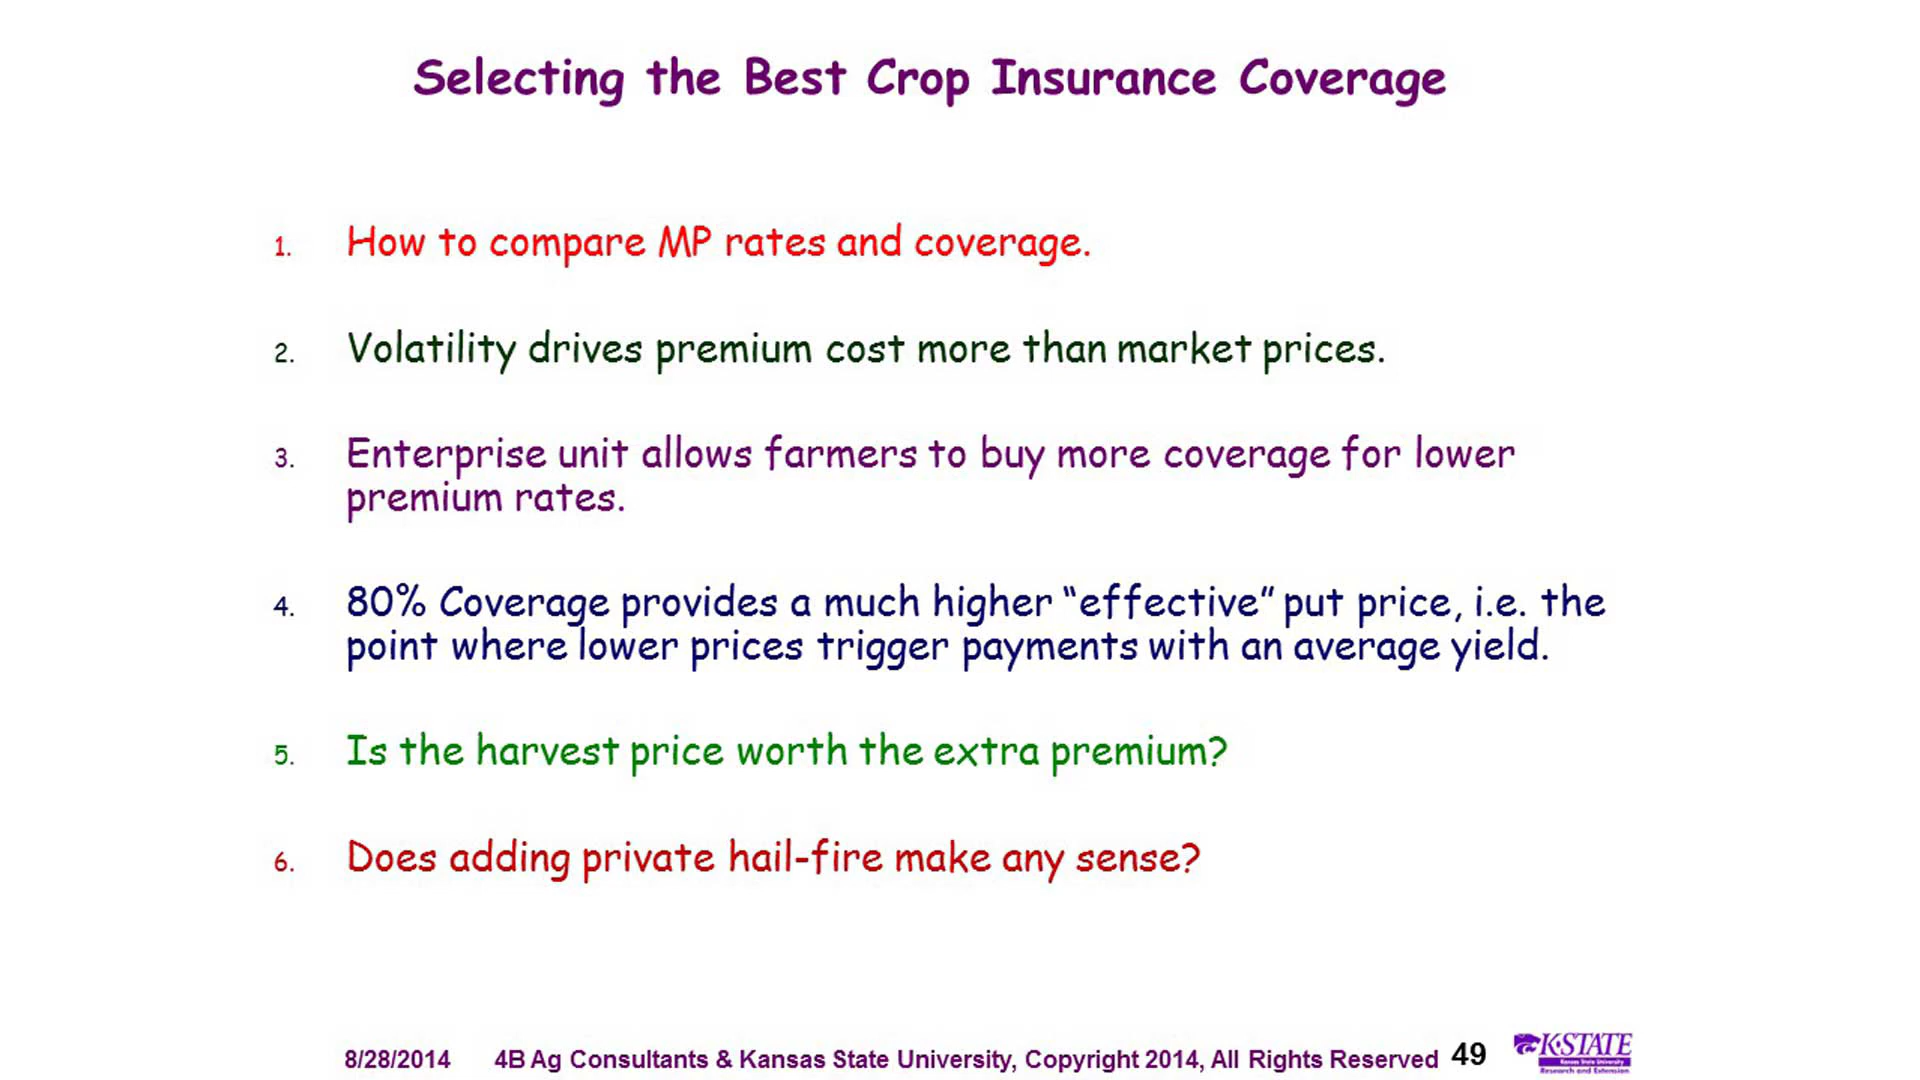 Selecting the Best Crop Insurance Coverage
1. How to compare MP rates and coverage.
2. Volatility drives premium cost more than market prices.
3. Enterprise unit allows farmers to buy more coverage for lower
premium rates.
4. 80% Coverage provides a much higher “effective” put price, i.e. the
point where lower prices trigger payments with an average yield.
5. Is the harvest price worth the extra premium?
6. Does adding private hail-fire make any sense?
8/28/2014 4B Ag Consultants & Kansas State University, Copyright 2014, All Rights Reserved 49
K-STATE
Kansas State University
Research and Extension